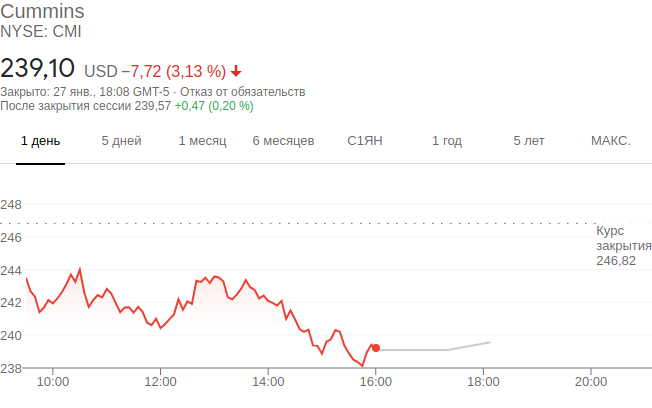 Cummins
NYSE: CMI
239,10 USD −7,72 (3,13 %)
Закрыто: 27 янв., 18:08 GMT-5 · Отказ от обязательств
После закрытия сессии 239,57 +0,47 (0,20 %)
1 день 5 дней 1 месяц 6 месяцев С1ЯН 1 год 5 лет МАКС.
248
246
Курс
закрытия
246,82
244
242
240
238
10:00 12:00 14:00 16:00 18:00 20:00